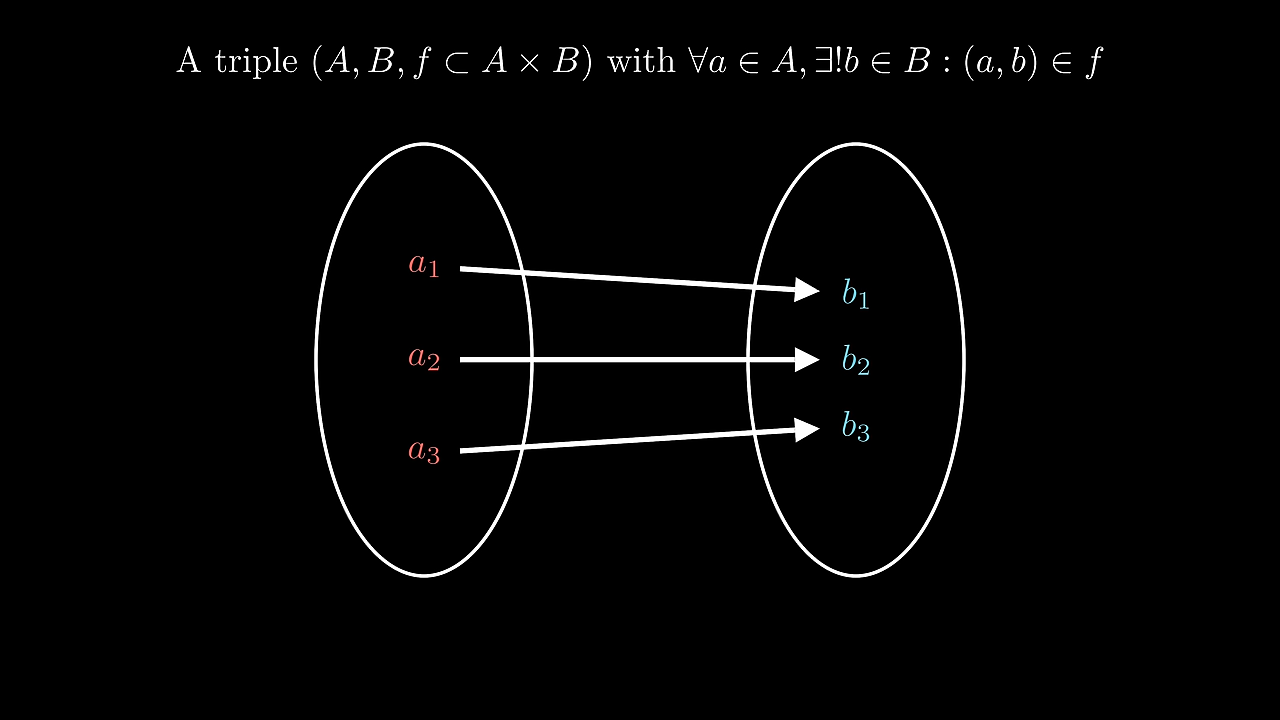 A triple (A, B, f ⊂ A × B) with ∀a ∈ A, ∃!b ∈ B : (a, b) ∈ f
a₁
b₁
a₂
b₂
b₃
a₃